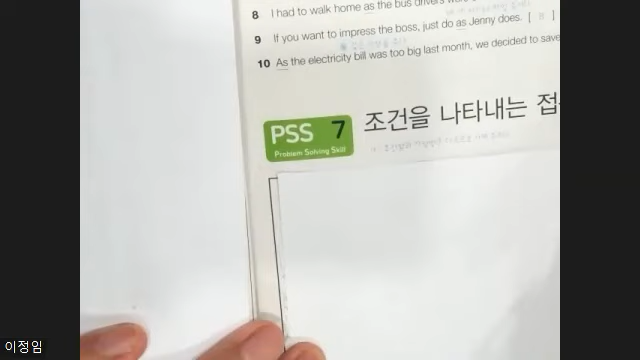 8 I had to walk home as the bus drivers
9 If you want to impress the boss, just do as Jenny does. [ ]
10 As the electricity bill was too big last month, we decided to save
PSS 7 조건을 나타내는
Problem Solving Skill
이정임